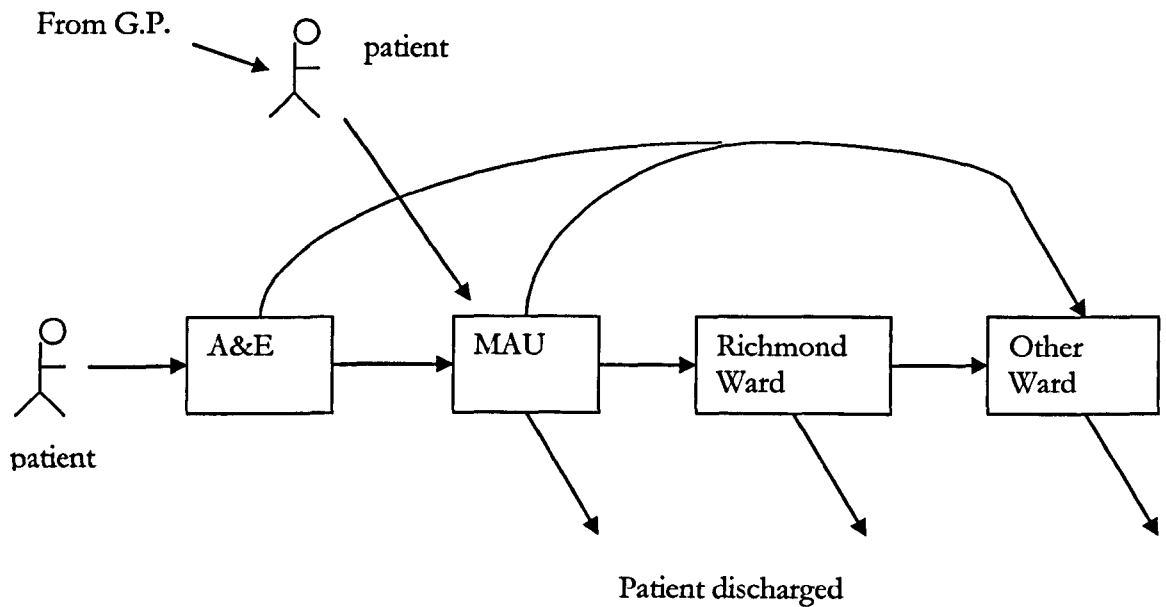 From G.P.
patient
A&E
MAU
Richmond
Ward
Other
Ward
patient
Patient discharged